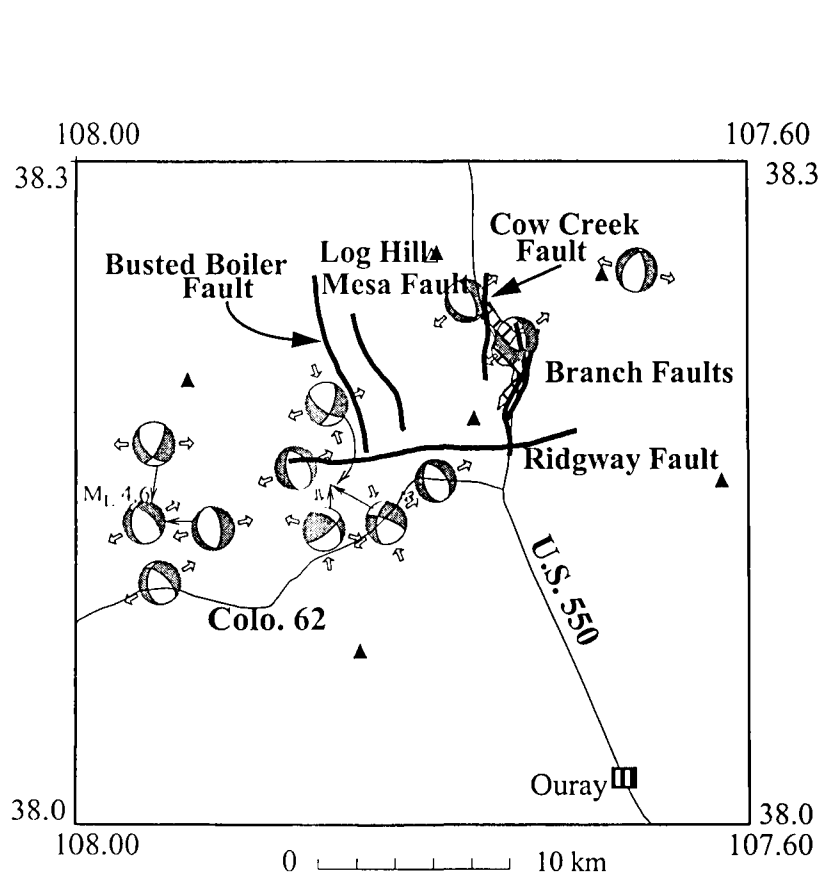 108.00 107.60
38.3 38.3
Cow Creek
Fault
Log Hill
Mesa Fault
Busted Boiler
Fault
Branch Faults
Ridgway Fault
ML 4.6
U.S. 550
Colo. 62
Ouray
38.0 38.0
108.00 107.60
0 10 km